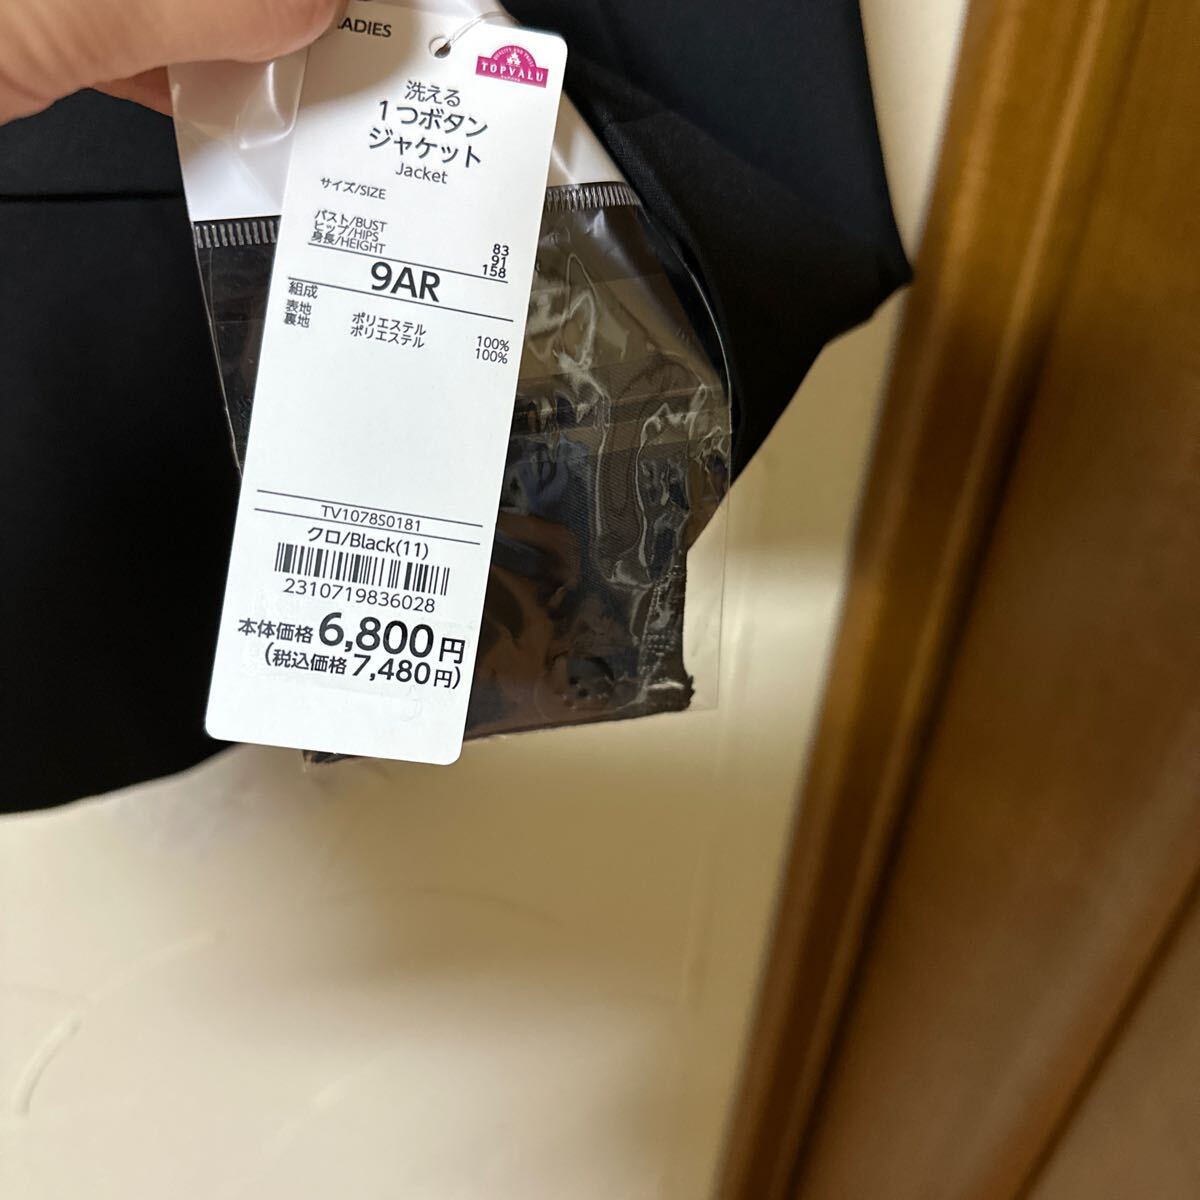 LADIES
QUALITY AND PRICE
TOPVALU
洗える
1つボタン
ジャケット
Jacket
サイズ/SIZE
バスト/BUST 83
ヒップ/HIPS 91
身長/HEIGHT 158
9AR
組成
表地 ポリエステル 100%
裏地 ポリエステル 100%
TV1078S0181
クロ/Black(11)
2310719836028
本体価格 6,800円
(税込価格 7,480円)